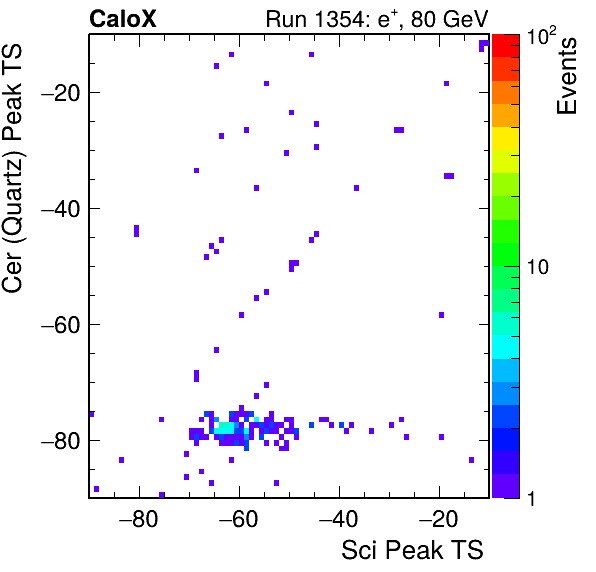 CaloX Run 1354: e⁺, 80 GeV
Cer (Quartz) Peak TS
−20
−40
−60
−80
−80 −60 −40 −20
Sci Peak TS
10²
10
1
Events